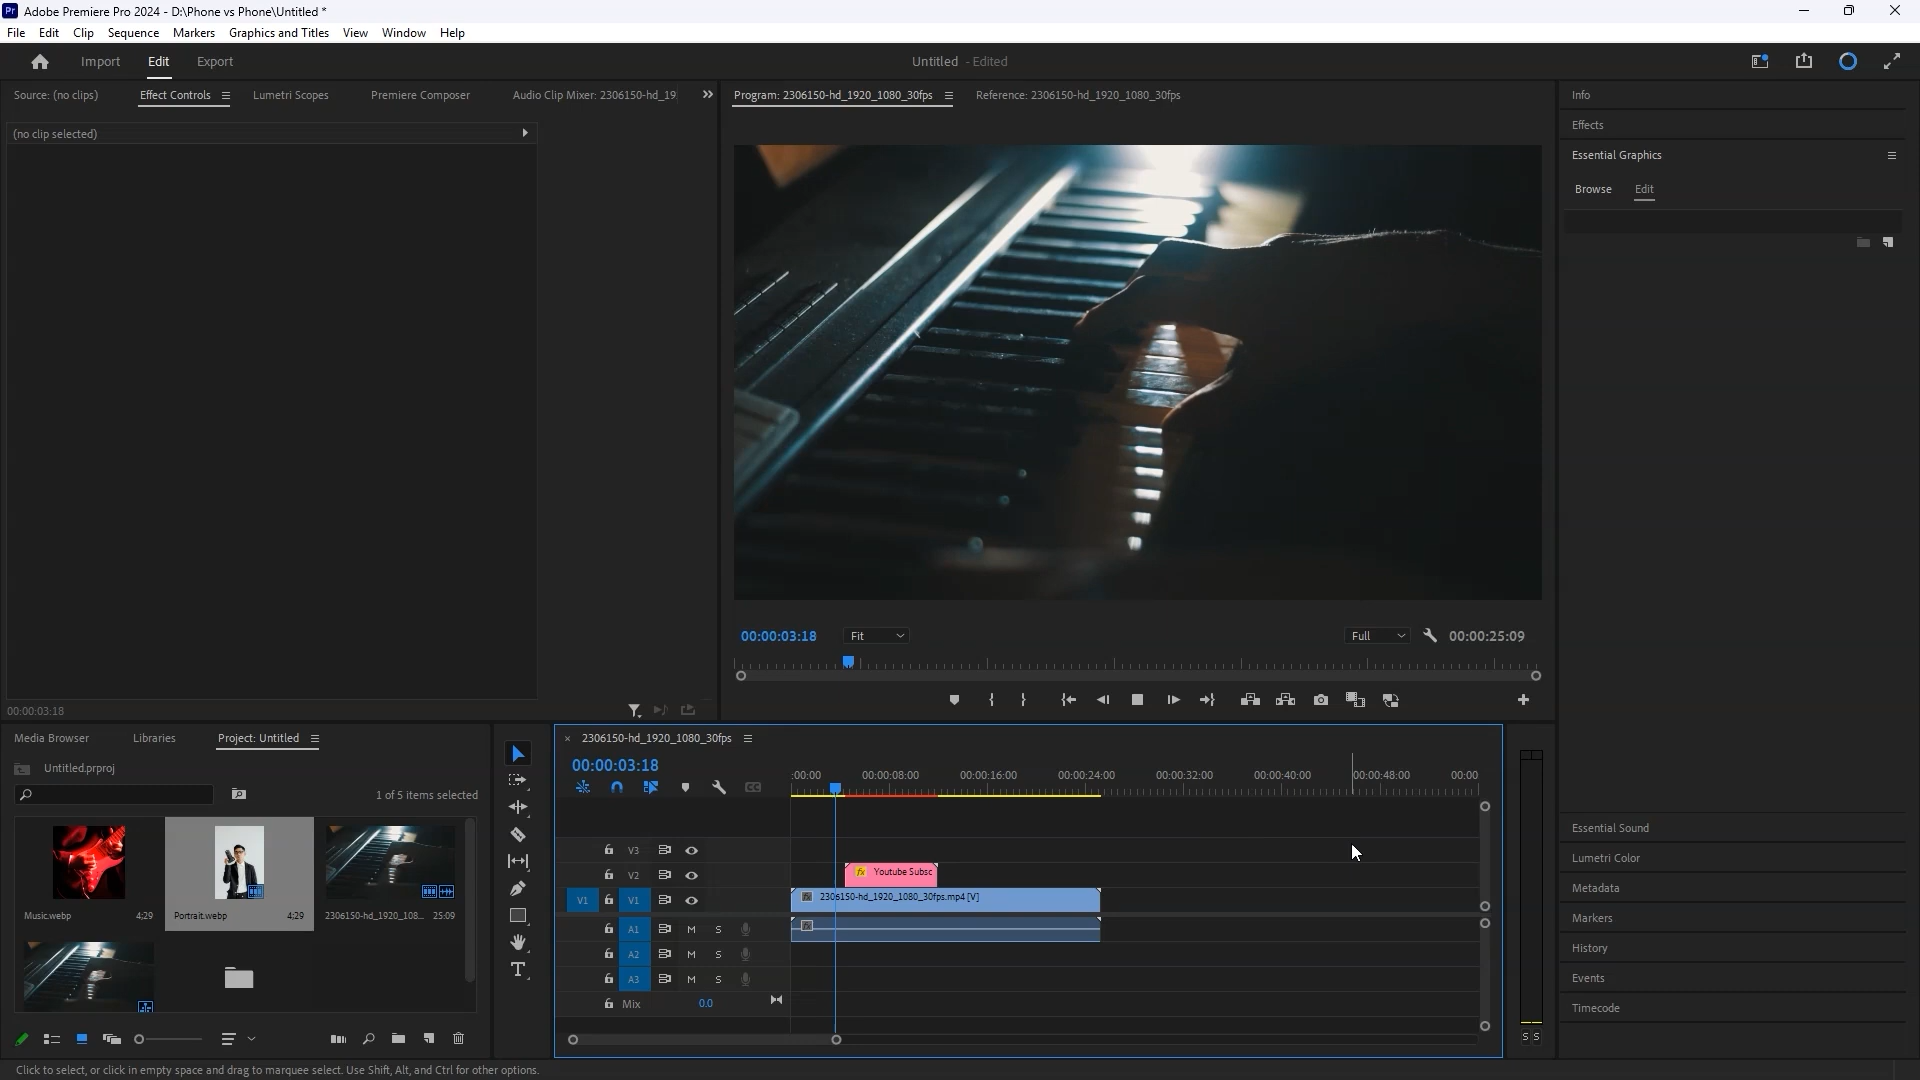 Pr Adobe Premiere Pro 2024 - D:\Phone vs Phone\Untitled *
File Edit Clip Sequence Markers Graphics and Titles View Window Help
Import Edit Export Untitled - Edited
Source: (no clips) Effect Controls Lumetri Scopes Premiere Composer Audio Clip Mixer: 2306150-hd_19
Program: 2306150-hd_1920_1080_30fps Reference: 2306150-hd_1920_1080_30fps
(no clip selected)
Info
Effects
Essential Graphics
Browse Edit
00:00:03:18 Fit Full 00:00:25:09
00:00:03:18
Media Browser Libraries Project: Untitled
Untitled.prproj
1 of 5 items selected
Music.webp 4;29
Portrait.webp 4;29
2306150-hd_1920_108... 25:09
× 2306150-hd_1920_1080_30fps
00:00:03:18
:00:00 00:00:08:00 00:00:16:00 00:00:24:00 00:00:32:00 00:00:40:00 00:00:48:00 00:00
V3
V2 fx Youtube Subsc
V1 V1 fx 2306150-hd_1920_1080_30fps.mp4 [V]
A1 M S fx
A2 M S
A3 M S
Mix 0.0
S S
Essential Sound
Lumetri Color
Metadata
Markers
History
Events
Timecode
Click to select, or click in empty space and drag to marquee select. Use Shift, Alt, and Ctrl for other options.